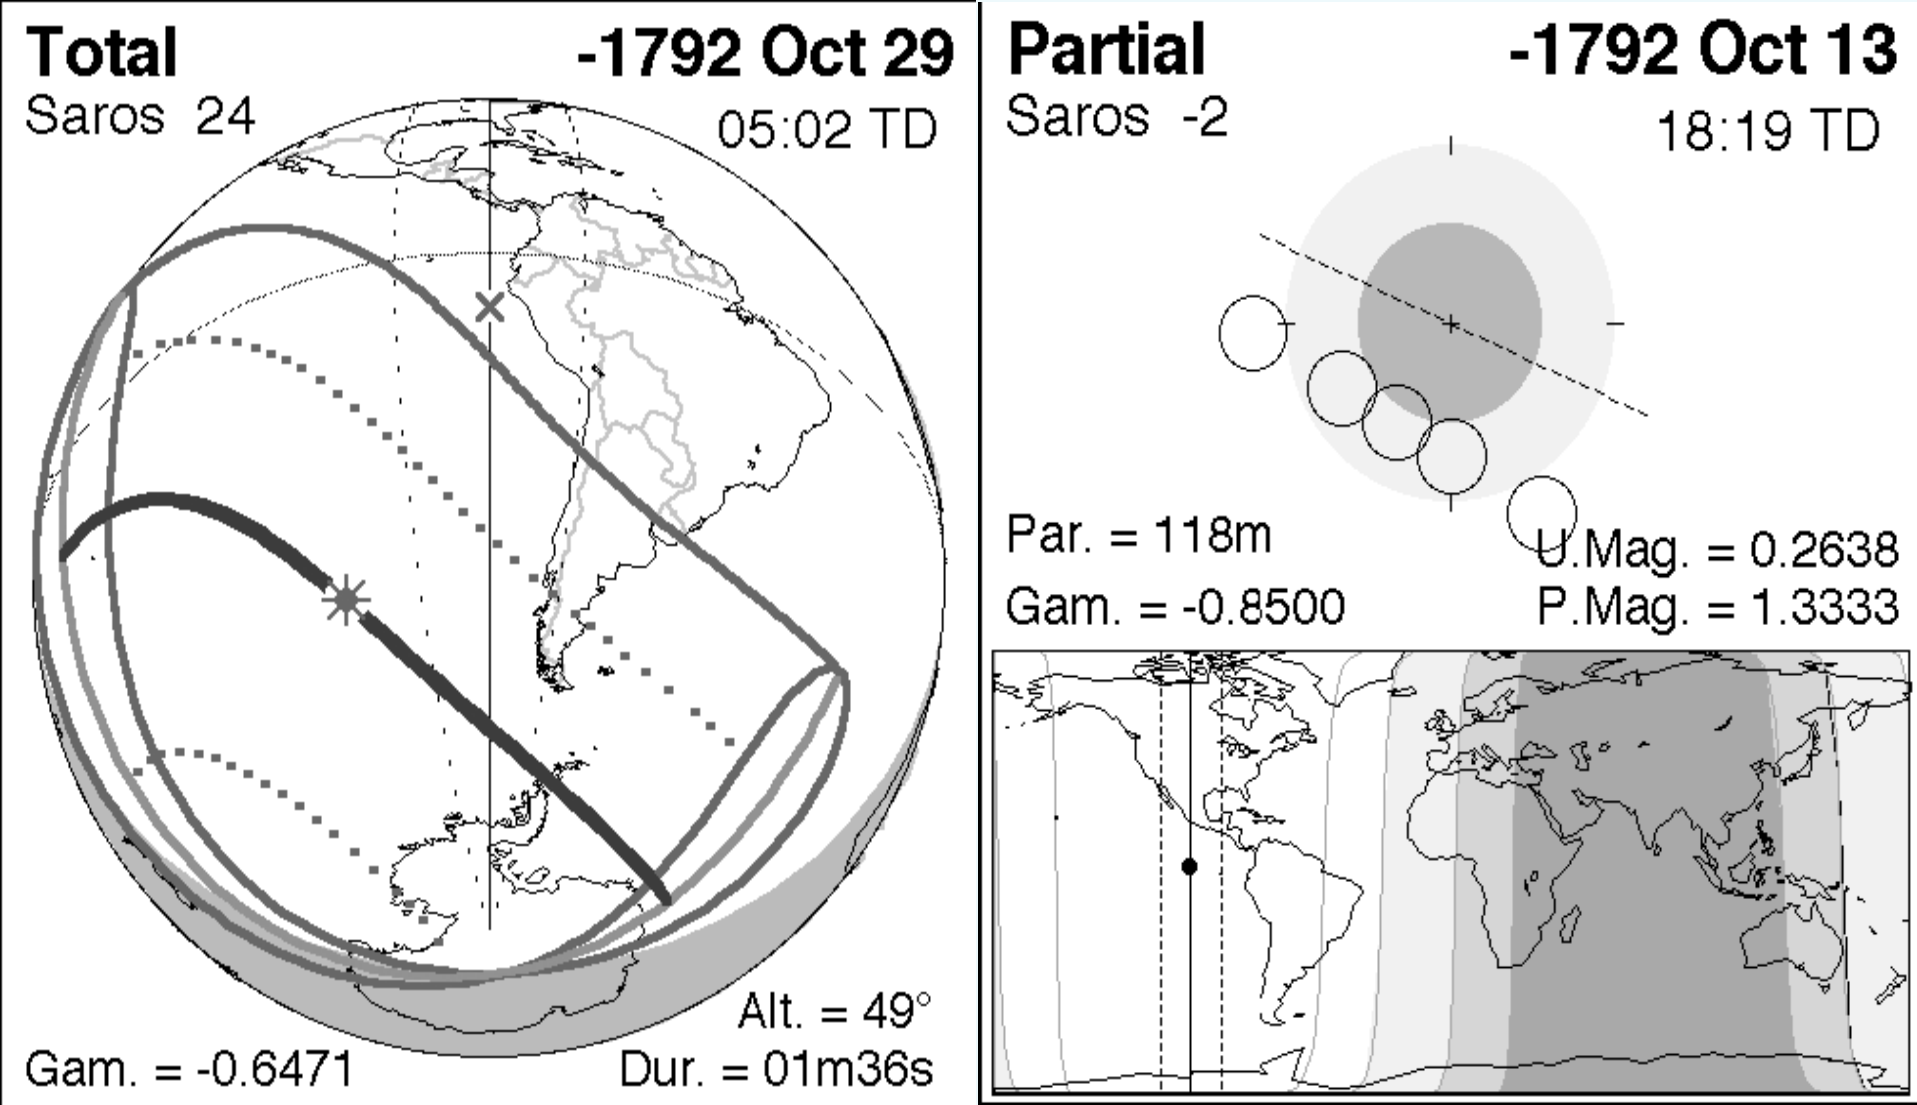 Total -1792 Oct 29
Saros 24 05:02 TD
Alt. = 49°
Gam. = -0.6471 Dur. = 01m36s
Partial -1792 Oct 13
Saros -2 18:19 TD
Par. = 118m U.Mag. = 0.2638
Gam. = -0.8500 P.Mag. = 1.3333